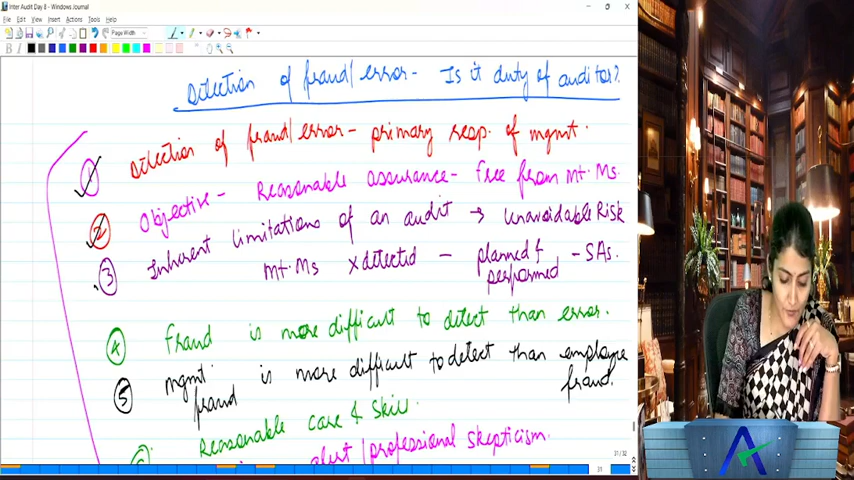 Inter Audit Day 8 - Windows Journal
File Edit View Insert Actions Tools Help
Page Width
Detection of fraud/error - Is it duty of auditor?
① Detection of fraud/error - primary resp. of mgmt.
② Objective - Reasonable assurance - free from Mt. Ms.
③ Inherent limitations of an audit → Unavoidable Risk
Mt. Ms x detected - planned & performed - SAs.
④ fraud is more difficult to detect than error.
⑤ mgmt fraud is more difficult to detect than employee fraud.
Reasonable care & skill
alert / professional skepticism.
31 / 32
31